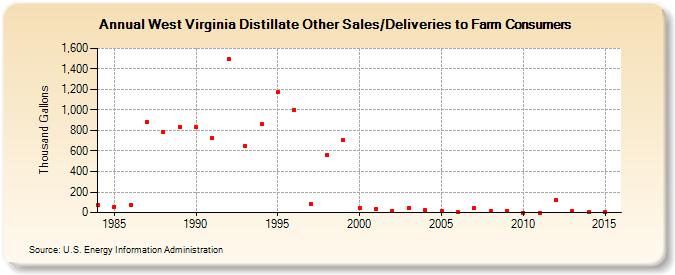 Annual West Virginia Distillate Other Sales/Deliveries to Farm Consumers
Thousand Gallons
1,600
1,400
1,200
1,000
800
600
400
200
0
1985 1990 1995 2000 2005 2010 2015
Source: U.S. Energy Information Administration